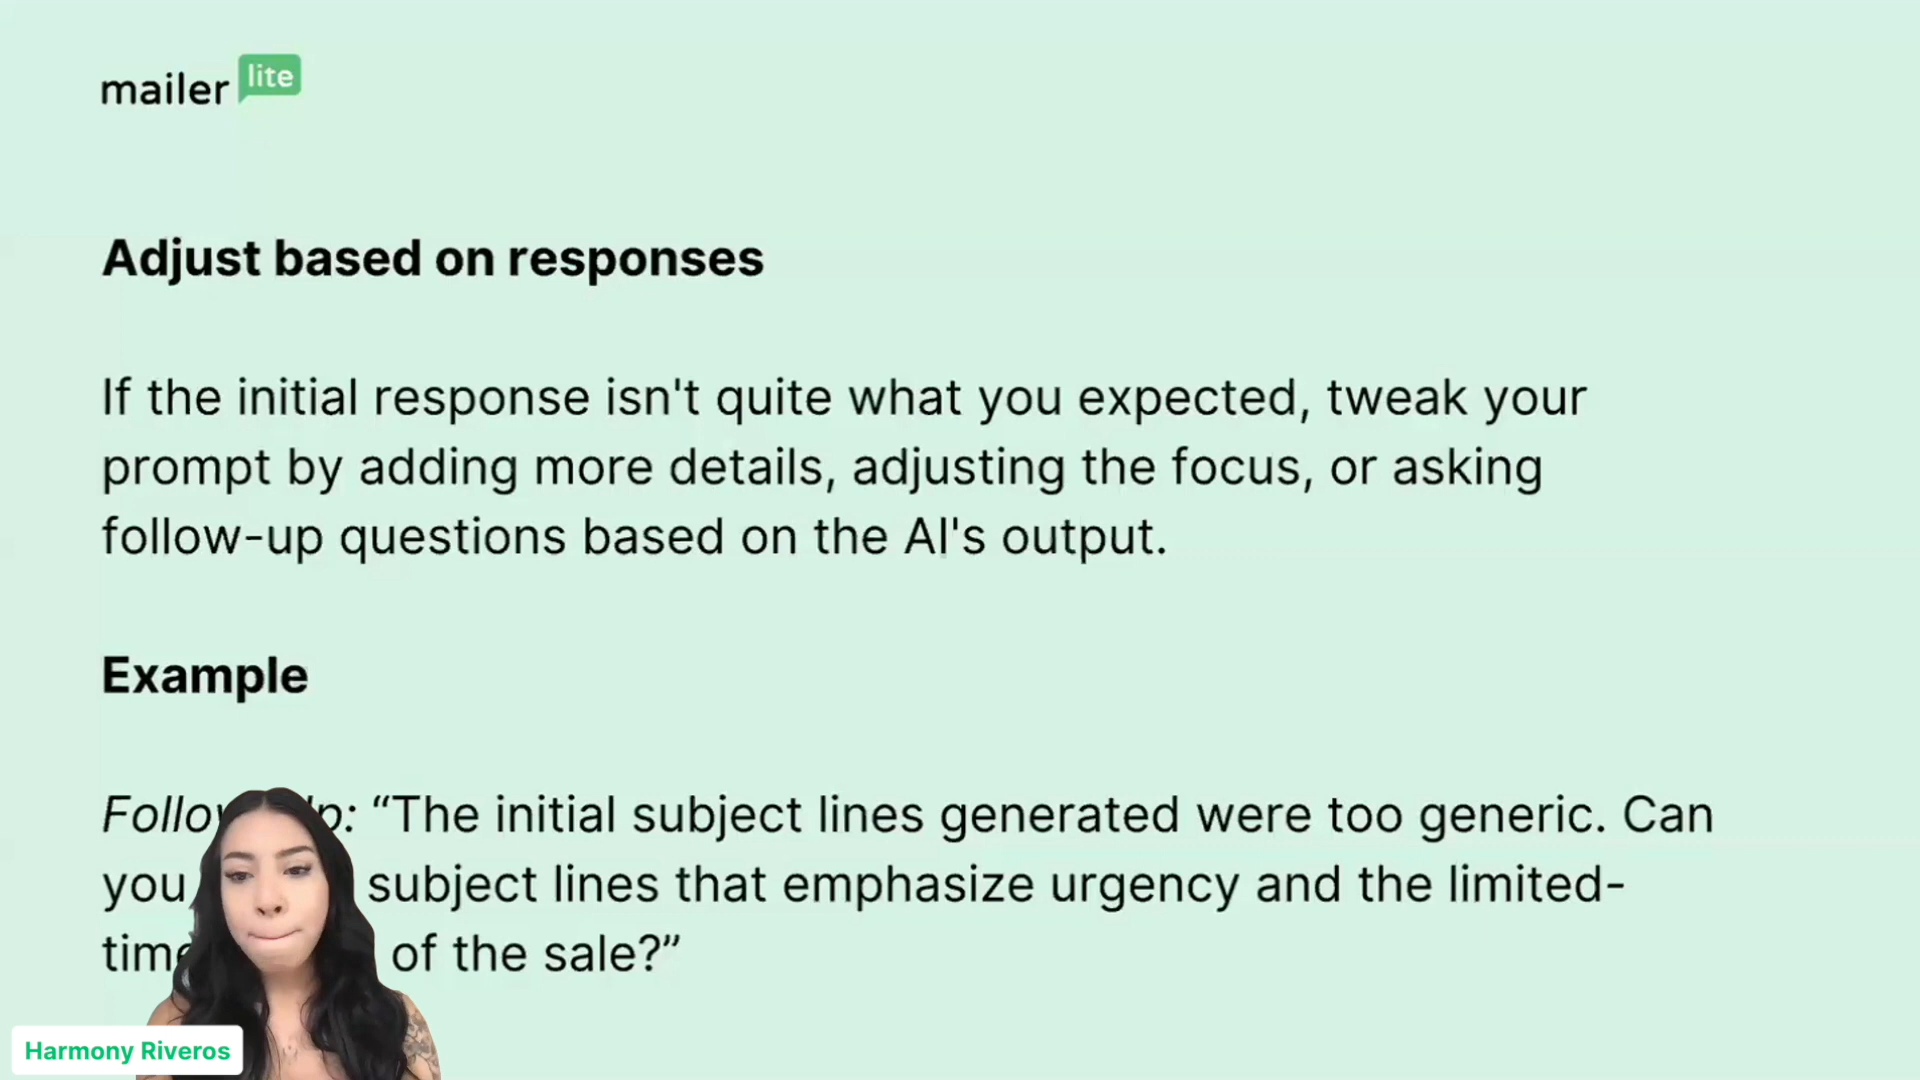 mailer lite
Adjust based on responses
If the initial response isn't quite what you expected, tweak your
prompt by adding more details, adjusting the focus, or asking
follow-up questions based on the AI's output.
Example
“The initial subject lines generated were too generic. Can
you subject lines that emphasize urgency and the limited-
of the sale?”
Harmony Riveros